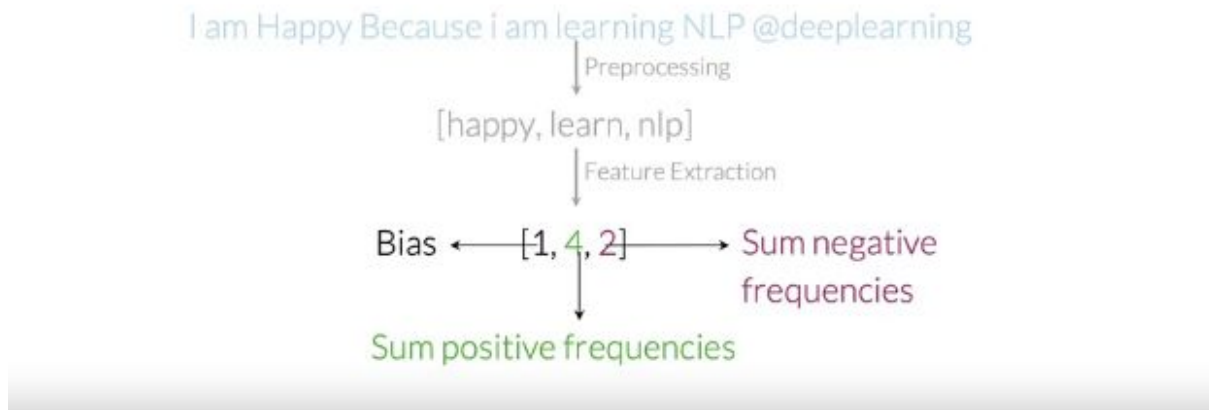 I am Happy Because i am learning NLP @deeplearning
Preprocessing
[happy, learn, nlp]
Feature Extraction
Bias [1, 4, 2] Sum negative
frequencies
Sum positive frequencies